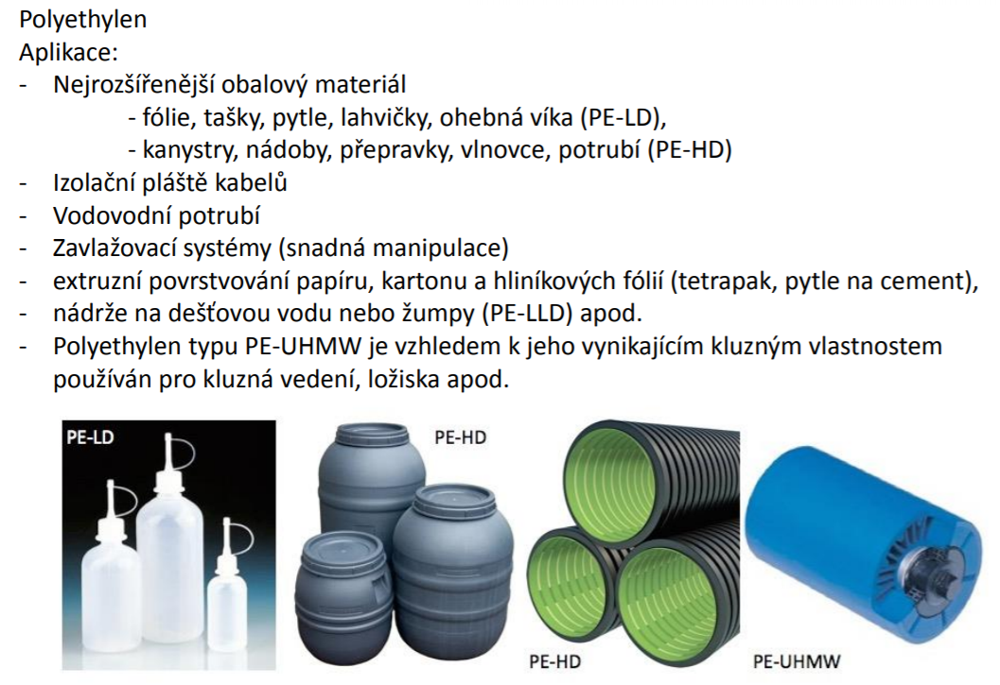 Polyethylen
Aplikace:
- Nejrozšířenější obalový materiál
- fólie, tašky, pytle, lahvičky, ohebná víka (PE-LD),
- kanystry, nádoby, přepravky, vlnovce, potrubí (PE-HD)
- Izolační pláště kabelů
- Vodovodní potrubí
- Zavlažovací systémy (snadná manipulace)
- extruzní povrstvování papíru, kartonu a hliníkových fólií (tetrapak, pytle na cement),
- nádrže na dešťovou vodu nebo žumpy (PE-LLD) apod.
- Polyethylen typu PE-UHMW je vzhledem k jeho vynikajícím kluzným vlastnostem
používán pro kluzná vedení, ložiska apod.
PE-LD
PE-HD
PE-HD
PE-UHMW